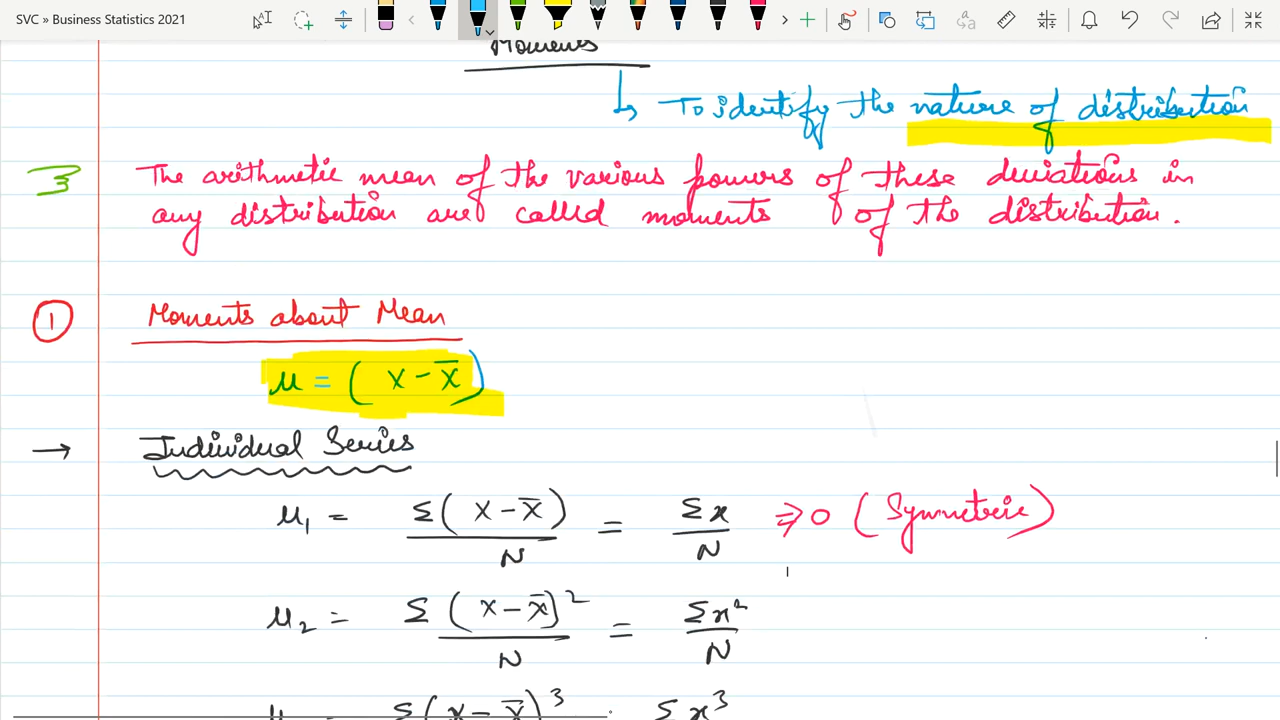 SVC » Business Statistics 2021
Moments
↳ To identify the nature of distribution
The arithmetic mean of the various powers of these deviations in
any distribution are called moments of the distribution.
① Moments about Mean
μ = (X - X̄)
→ Individual Series
μ₁ = Σ(X - X̄) / N = Σx / N ⇒ 0 (Symmetric)
μ₂ = Σ(X - X̄)² / N = Σx² / N
Σ(X - X̄)³ Σx³